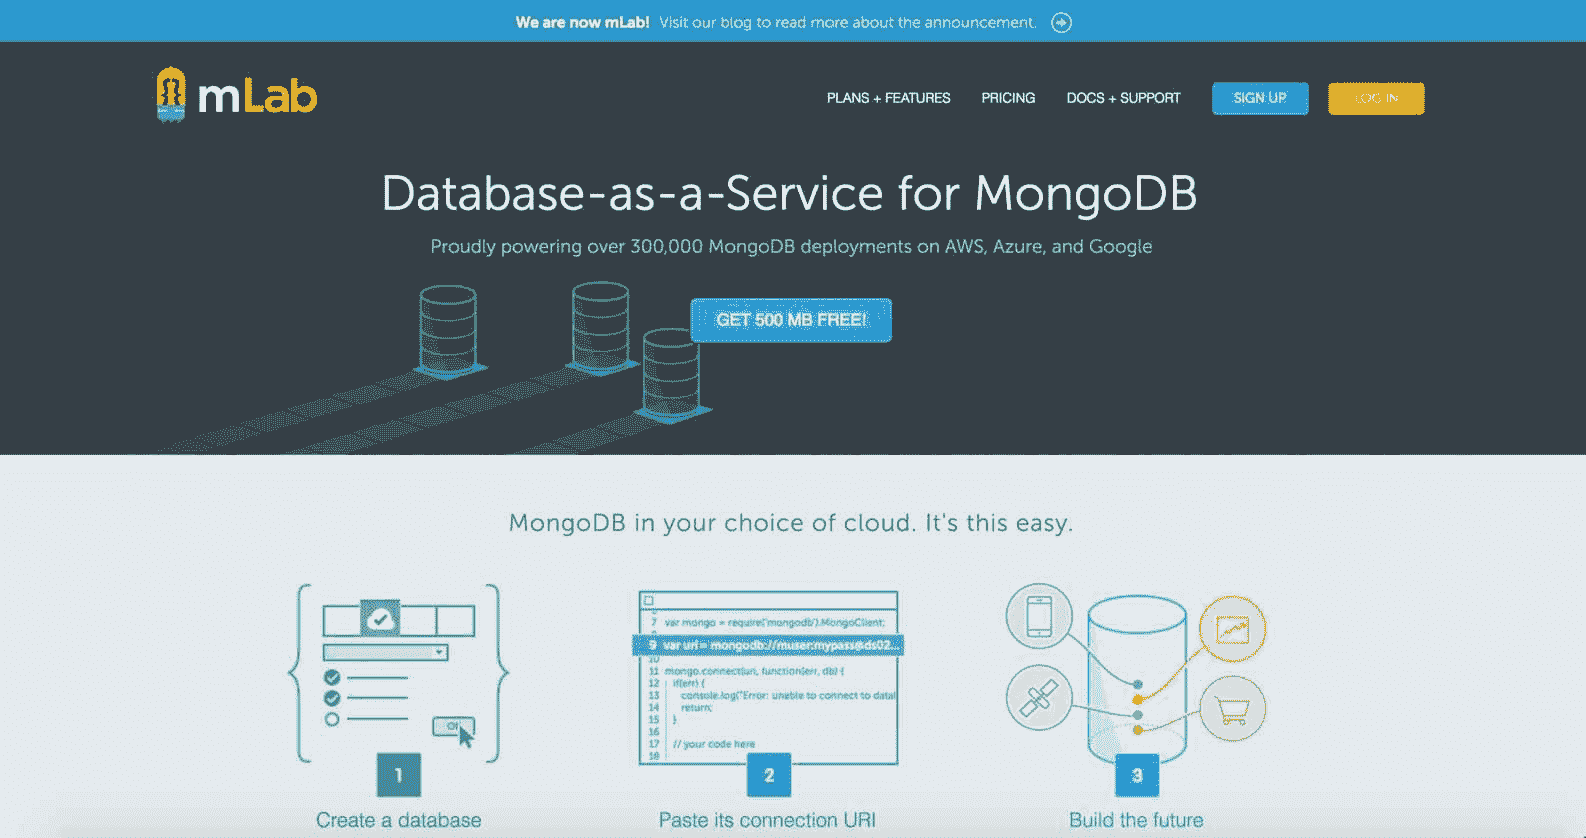 We are now mLab! Visit our blog to read more about the announcement.
mLab
PLANS + FEATURES PRICING DOCS + SUPPORT SIGN UP LOG IN
Database-as-a-Service for MongoDB
Proudly powering over 300,000 MongoDB deployments on AWS, Azure, and Google
GET 500 MB FREE!
MongoDB in your choice of cloud. It's this easy.
7 var mongo = require('mongodb').MongoClient;
9 var uri = mongodb://muser:mypass@ds02...
10
11 mongo.connect(uri, function(err, db) {
12 if(err) {
13 console.log("Error: unable to connect to datal
14 return;
15 }
16
17 // your code here
18
1
Create a database
2
Paste its connection URI
3
Build the future